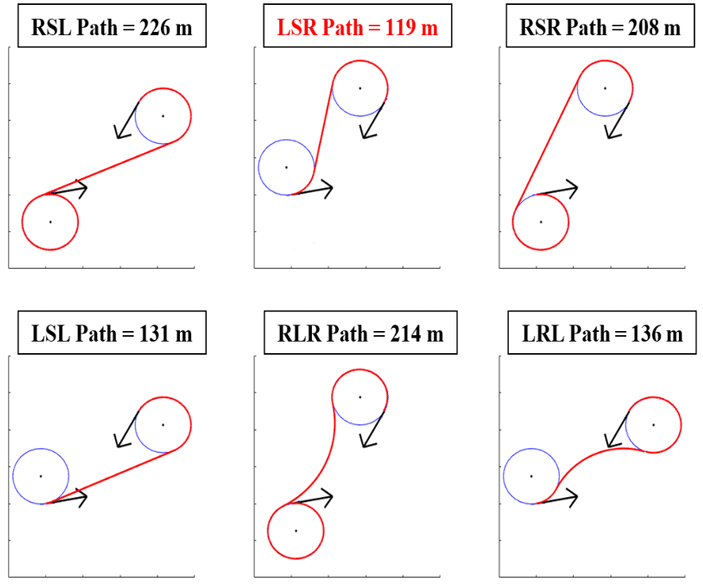 RSL Path = 226 m
LSR Path = 119 m
RSR Path = 208 m
LSL Path = 131 m
RLR Path = 214 m
LRL Path = 136 m